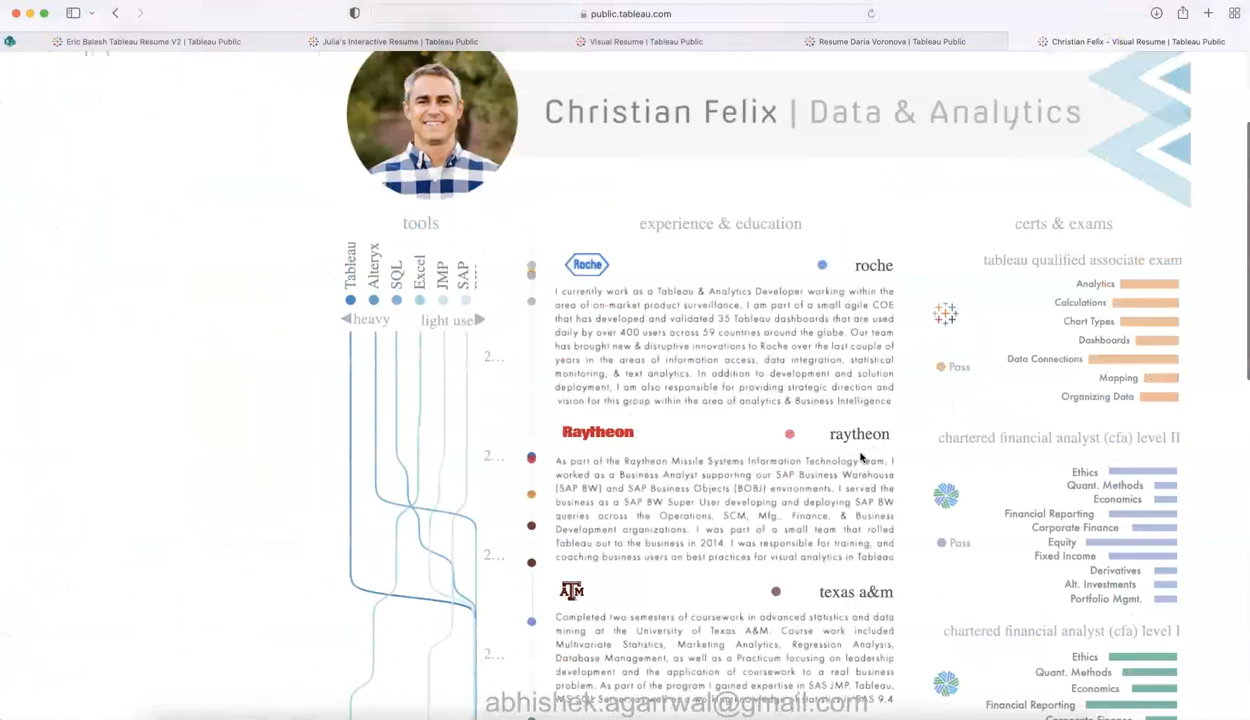 public.tableau.com
Eric Balash Tableau Resume V2 | Tableau Public
Julia's Interactive Resume | Tableau Public
Visual Resume | Tableau Public
Resume Daria Voronova | Tableau Public
Christian Felix - Visual Resume | Tableau Public
Christian Felix | Data & Analytics
tools
experience & education
certs & exams
Tableau
Alteryx
SQL
Excel
JMP
SAP
heavy
light use
2...
2...
2...
2...
Roche
roche
I currently work as a Tableau & Analytics Developer working within the
area of on-market product surveillance. I am part of a small agile COE
that has developed and validated 35 Tableau dashboards that are used
daily by over 400 users across 59 countries around the globe. Our team
has brought new & disruptive innovations to Roche over the last couple of
years in the areas of information access, data integration, statistical
monitoring, & text analytics. In addition to development and solution
deployment, I am also responsible for providing strategic direction and
vision for this group within the area of analytics & Business Intelligence
Raytheon
raytheon
As part of the Raytheon Missile Systems Information Technology team, I
worked as a Business Analyst supporting our SAP Business Warehouse
(SAP BW) and SAP Business Objects (BOBJ) environments. I served the
business as a SAP BW Super User developing and deploying SAP BW
queries across the Operations, SCM, Mfg., Finance, & Business
Development organizations. I was part of a small team that rolled
Tableau out to the business in 2014. I was responsible for training, and
coaching business users on best practices for visual analytics in Tableau
ATM
texas a&m
Completed two semesters of coursework in advanced statistics and data
mining at the University of Texas A&M. Course work included
Multivariate Statistics, Marketing Analytics, Regression Analysis,
Database Management, as well as a Practicum focusing on leadership
development and the application of coursework to a real business
problem. As part of the program I gained expertise in SAS JMP, Tableau,
MS SQL 9.4
abhishek.agarrwal@gmail.com
tableau qualified associate exam
Analytics
Calculations
Chart Types
Dashboards
Data Connections
Mapping
Organizing Data
Pass
chartered financial analyst (cfa) level II
Ethics
Quant. Methods
Economics
Financial Reporting
Corporate Finance
Equity
Fixed Income
Derivatives
Alt. Investments
Portfolio Mgmt.
Pass
chartered financial analyst (cfa) level I
Ethics
Quant. Methods
Economics
Financial Reporting